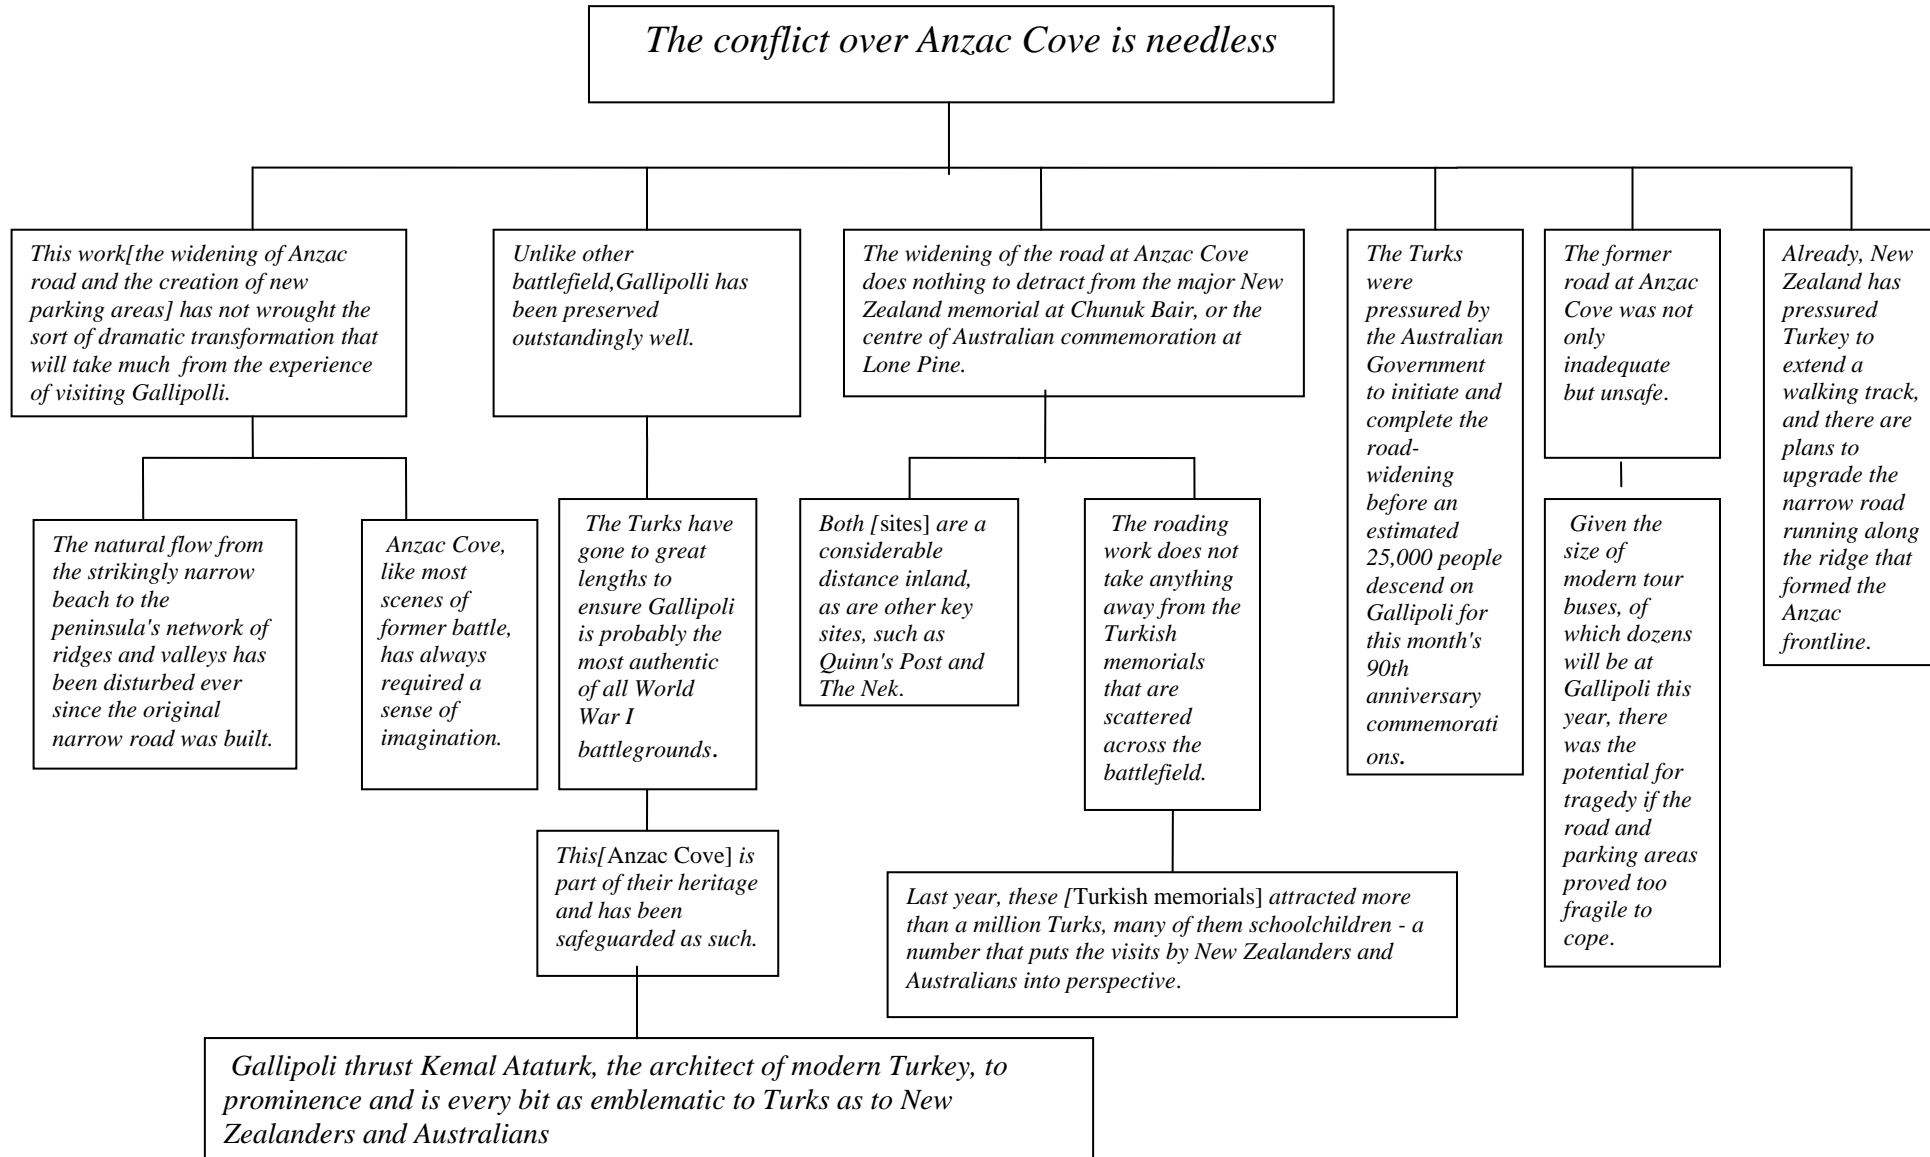 The conflict over Anzac Cove is needless
This work[the widening of Anzac
road and the creation of new
parking areas] has not wrought the
sort of dramatic transformation that
will take much from the experience
of visiting Gallipolli.
Unlike other
battlefield,Gallipolli has
been preserved
outstandingly well.
The widening of the road at Anzac Cove
does nothing to detract from the major New
Zealand memorial at Chunuk Bair, or the
centre of Australian commemoration at
Lone Pine.
The Turks
were
pressured by
the Australian
Government
to initiate and
complete the
road-
widening
before an
estimated
25,000 people
descend on
Gallipoli for
this month's
90th
anniversary
commemorati
ons.
The former
road at Anzac
Cove was not
only
inadequate
but unsafe.
Already, New
Zealand has
pressured
Turkey to
extend a
walking track,
and there are
plans to
upgrade the
narrow road
running along
the ridge that
formed the
Anzac
frontline.
The natural flow from
the strikingly narrow
beach to the
peninsula's network of
ridges and valleys has
been disturbed ever
since the original
narrow road was built.
Anzac Cove,
like most
scenes of
former battle,
has always
required a
sense of
imagination.
The Turks have
gone to great
lengths to
ensure Gallipoli
is probably the
most authentic
of all World
War I
battlegrounds.
Both [sites] are a
considerable
distance inland,
as are other key
sites, such as
Quinn's Post and
The Nek.
The roading
work does not
take anything
away from the
Turkish
memorials
that are
scattered
across the
battlefield.
Given the
size of
modern tour
buses, of
which dozens
will be at
Gallipoli this
year, there
was the
potential for
tragedy if the
road and
parking areas
proved too
fragile to
cope.
This[Anzac Cove] is
part of their heritage
and has been
safeguarded as such.
Last year, these [Turkish memorials] attracted more
than a million Turks, many of them schoolchildren - a
number that puts the visits by New Zealanders and
Australians into perspective.
Gallipoli thrust Kemal Ataturk, the architect of modern Turkey, to
prominence and is every bit as emblematic to Turks as to New
Zealanders and Australians